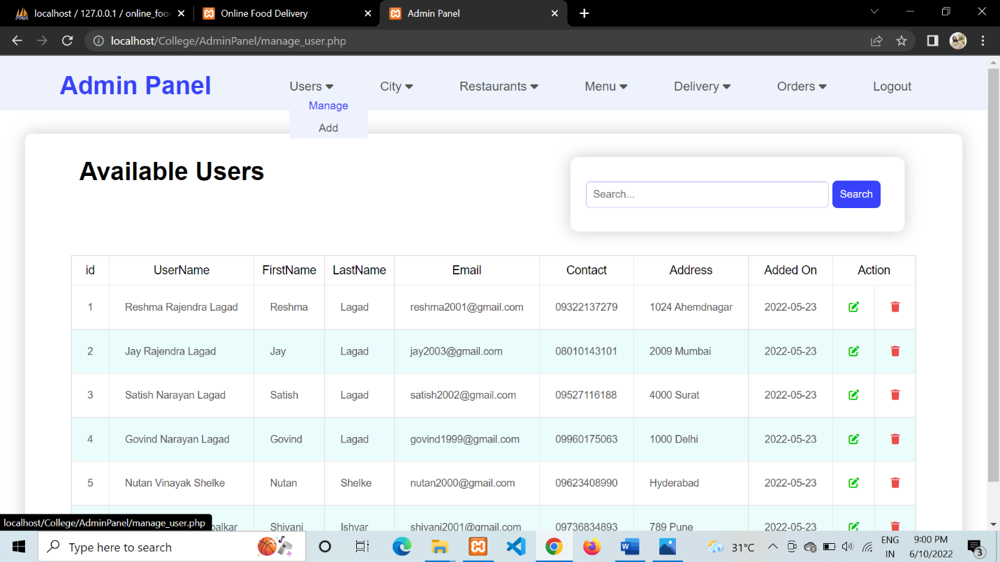 localhost / 127.0.0.1 / online_foo
Online Food Delivery
Admin Panel
localhost/College/AdminPanel/manage_user.php
Admin Panel
Users
City
Restaurants
Menu
Delivery
Orders
Logout
Manage
Add
Available Users
Search...
Search
id UserName FirstName LastName Email Contact Address Added On Action
1 Reshma Rajendra Lagad Reshma Lagad reshma2001@gmail.com 09322137279 1024 Ahemdnagar 2022-05-23
2 Jay Rajendra Lagad Jay Lagad jay2003@gmail.com 08010143101 2009 Mumbai 2022-05-23
3 Satish Narayan Lagad Satish Lagad satish2002@gmail.com 09527116188 4000 Surat 2022-05-23
4 Govind Narayan Lagad Govind Lagad govind1999@gmail.com 09960175063 1000 Delhi 2022-05-23
5 Nutan Vinayak Shelke Nutan Shelke nutan2000@gmail.com 09623408990 Hyderabad 2022-05-23
palkar Shivani Ishvar shivani2001@gmail.com 09736834893 789 Pune 2022-05-23
localhost/College/AdminPanel/manage_user.php
Type here to search
31°C
ENG
IN
9:00 PM
6/10/2022
3